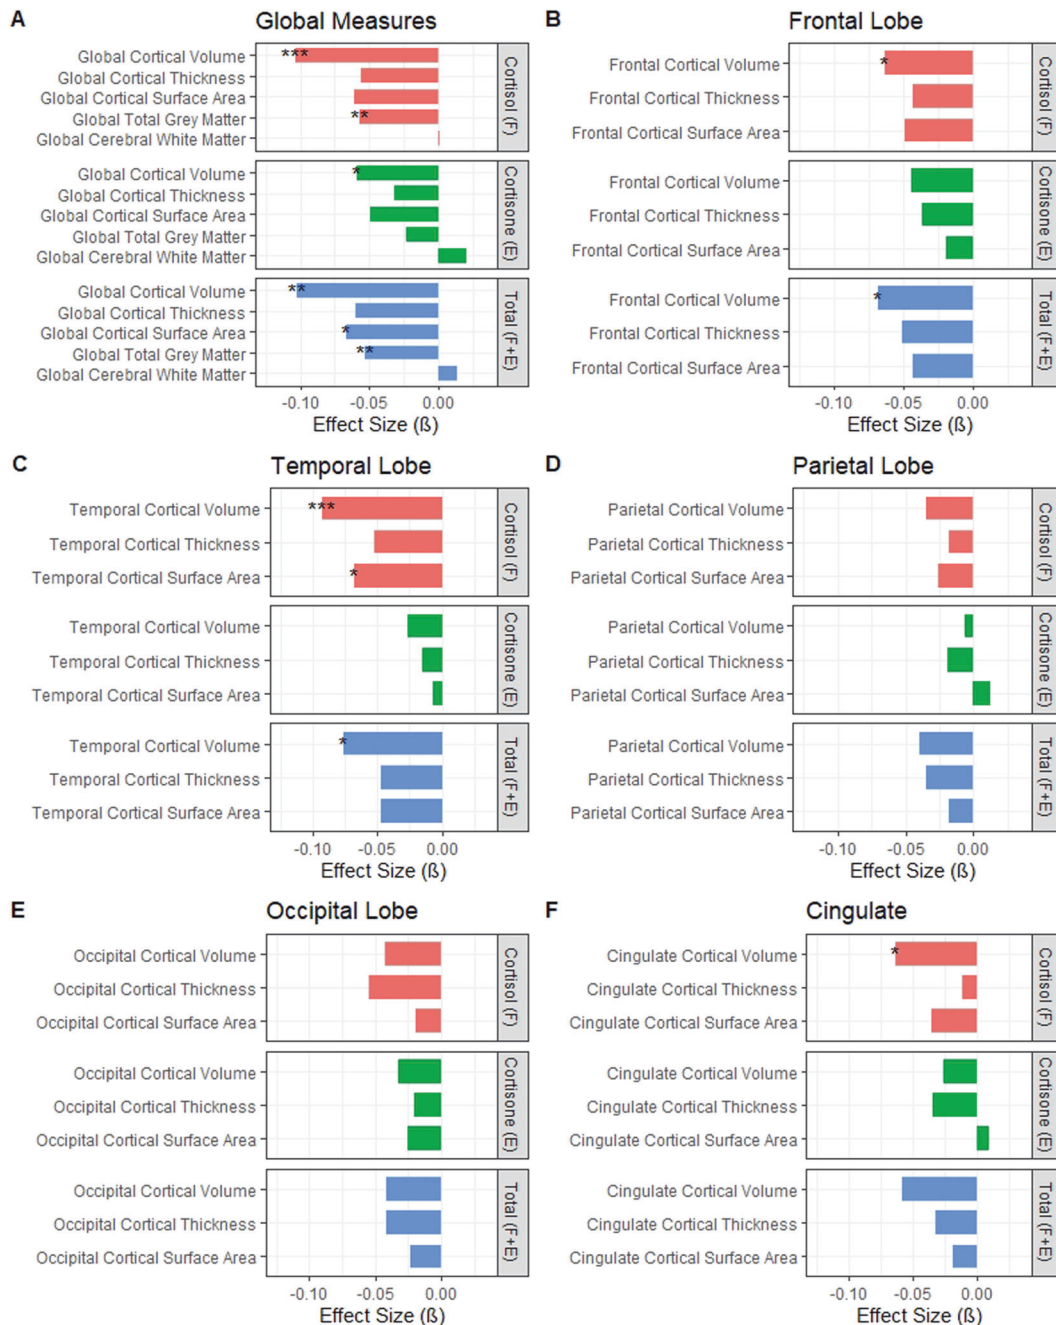 A Global Measures
Global Cortical Volume ***
Global Cortical Thickness
Global Cortical Surface Area
Global Total Grey Matter **
Global Cerebral White Matter
Cortisol (F)
Global Cortical Volume *
Global Cortical Thickness
Global Cortical Surface Area
Global Total Grey Matter
Global Cerebral White Matter
Cortisone (E)
Global Cortical Volume **
Global Cortical Thickness
Global Cortical Surface Area *
Global Total Grey Matter **
Global Cerebral White Matter
Total (F+E)
-0.10 -0.05 0.00
Effect Size (ß)
B Frontal Lobe
Frontal Cortical Volume *
Frontal Cortical Thickness
Frontal Cortical Surface Area
Cortisol (F)
Frontal Cortical Volume
Frontal Cortical Thickness
Frontal Cortical Surface Area
Cortisone (E)
Frontal Cortical Volume *
Frontal Cortical Thickness
Frontal Cortical Surface Area
Total (F+E)
-0.10 -0.05 0.00
Effect Size (ß)
C Temporal Lobe
Temporal Cortical Volume ***
Temporal Cortical Thickness
Temporal Cortical Surface Area *
Cortisol (F)
Temporal Cortical Volume
Temporal Cortical Thickness
Temporal Cortical Surface Area
Cortisone (E)
Temporal Cortical Volume *
Temporal Cortical Thickness
Temporal Cortical Surface Area
Total (F+E)
-0.10 -0.05 0.00
Effect Size (ß)
D Parietal Lobe
Parietal Cortical Volume
Parietal Cortical Thickness
Parietal Cortical Surface Area
Cortisol (F)
Parietal Cortical Volume
Parietal Cortical Thickness
Parietal Cortical Surface Area
Cortisone (E)
Parietal Cortical Volume
Parietal Cortical Thickness
Parietal Cortical Surface Area
Total (F+E)
-0.10 -0.05 0.00
Effect Size (ß)
E Occipital Lobe
Occipital Cortical Volume
Occipital Cortical Thickness
Occipital Cortical Surface Area
Cortisol (F)
Occipital Cortical Volume
Occipital Cortical Thickness
Occipital Cortical Surface Area
Cortisone (E)
Occipital Cortical Volume
Occipital Cortical Thickness
Occipital Cortical Surface Area
Total (F+E)
-0.10 -0.05 0.00
Effect Size (ß)
F Cingulate
Cingulate Cortical Volume *
Cingulate Cortical Thickness
Cingulate Cortical Surface Area
Cortisol (F)
Cingulate Cortical Volume
Cingulate Cortical Thickness
Cingulate Cortical Surface Area
Cortisone (E)
Cingulate Cortical Volume
Cingulate Cortical Thickness
Cingulate Cortical Surface Area
Total (F+E)
-0.10 -0.05 0.00
Effect Size (ß)